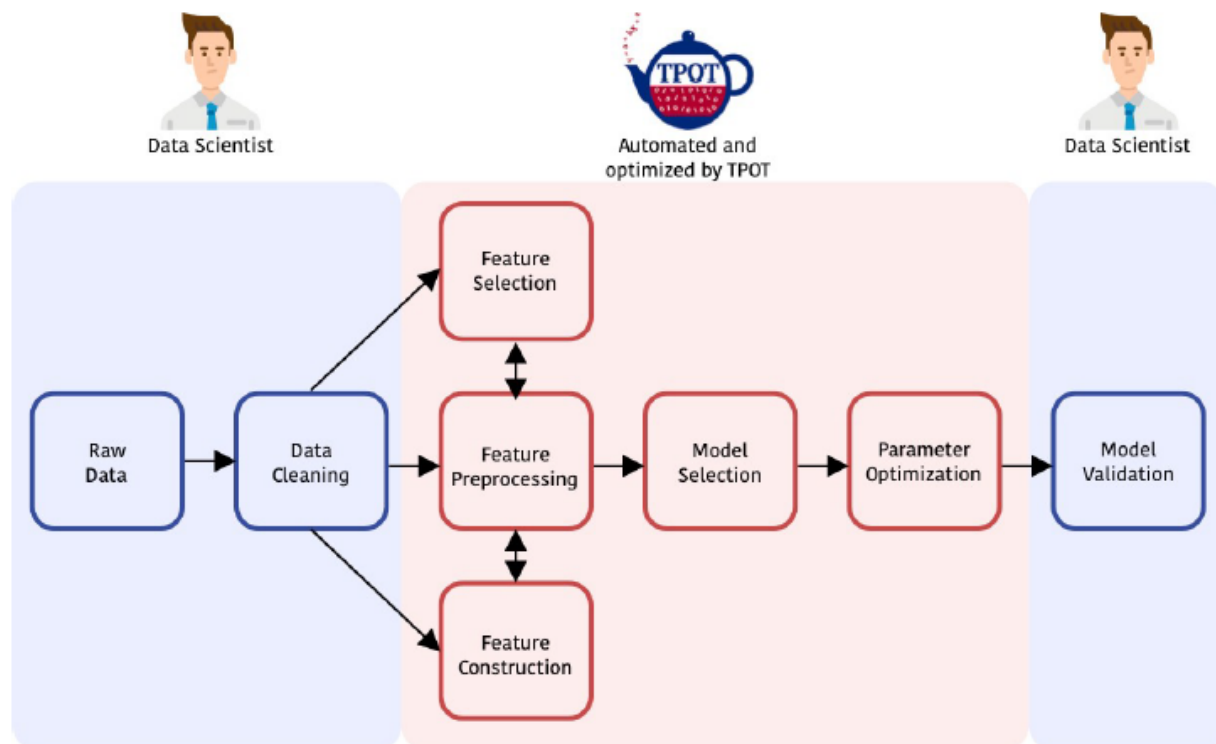 Data Scientist
TPOT
Automated and
optimized by TPOT
Data Scientist
Feature
Selection
Raw
Data
Data
Cleaning
Feature
Preprocessing
Model
Selection
Parameter
Optimization
Model
Validation
Feature
Construction